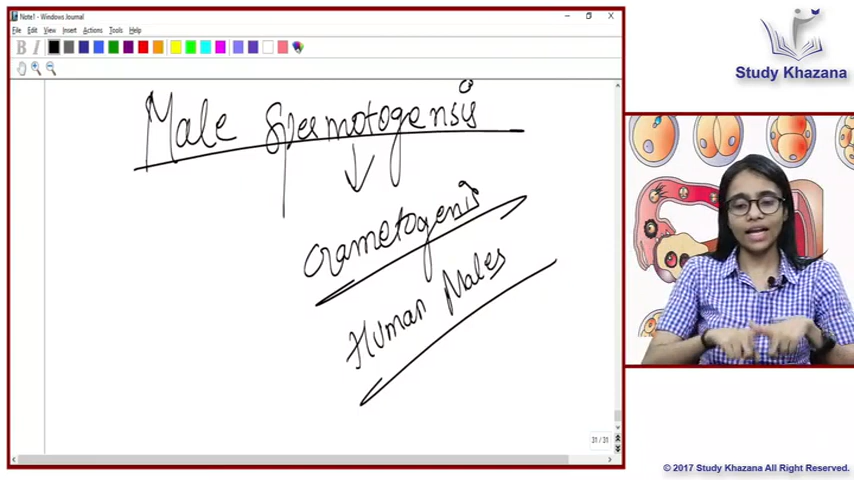 Note1 - Windows Journal
File Edit View Insert Actions Tools Help
B I
Study Khazana
Male Spermotogensis
Grametogenis
Human Males
31 / 31
© 2017 Study Khazana All Right Reserved.